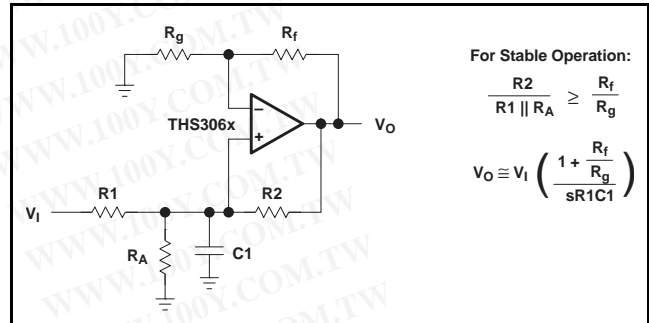 WWW.100Y.COM.TW
Rg
Rf
For Stable Operation:
R2 / R1 || RA ≥ Rf / Rg
THS306x
−
+
VO
VO ≅ VI ( 1 + Rf / Rg / sR1C1 )
VI
R1
R2
RA
C1